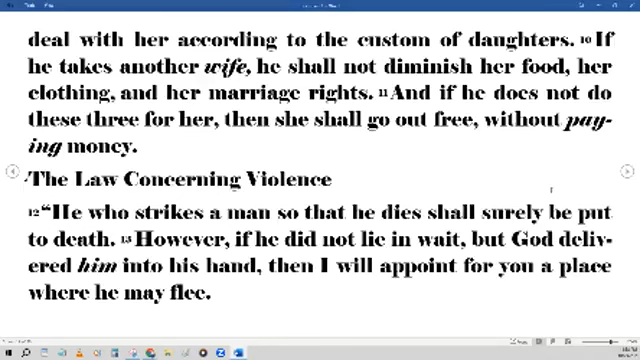 deal with her according to the custom of daughters. 10 If
he takes another wife, he shall not diminish her food, her
clothing, and her marriage rights. 11 And if he does not do
these three for her, then she shall go out free, without pay-
ing money.
The Law Concerning Violence
12 “He who strikes a man so that he dies shall surely be put
to death. 13 However, if he did not lie in wait, but God deliv-
ered him into his hand, then I will appoint for you a place
where he may flee.